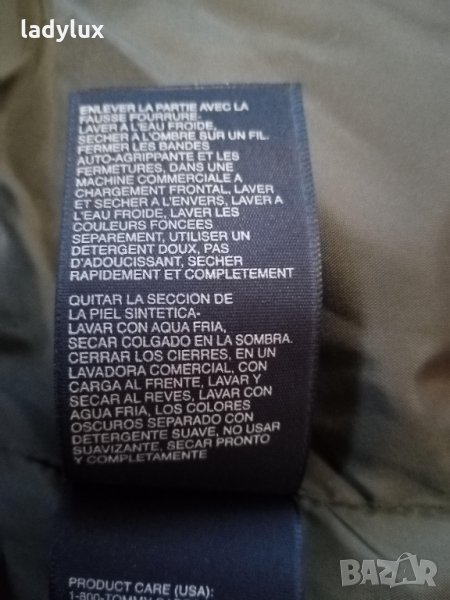 ladylux
ENLEVER LA PARTIE AVEC LA
FAUSSE FOURRURE-
LAVER A L'EAU FROIDE,
SECHER A L'OMBRE SUR UN FIL.
FERMER LES BANDES
AUTO-AGRIPPANTE ET LES
FERMETURES, DANS UNE
MACHINE COMMERCIALE A
CHARGEMENT FRONTAL, LAVER
ET SECHER A L'ENVERS, LAVER A
L'EAU FROIDE, LAVER LES
COULEURS FONCEES
SEPAREMENT, UTILISER UN
DETERGENT DOUX, PAS
D'ADOUCISSANT, SECHER
RAPIDEMENT ET COMPLETEMENT
QUITAR LA SECCION DE
LA PIEL SINTETICA-
LAVAR CON AQUA FRIA,
SECAR COLGADO EN LA SOMBRA.
CERRAR LOS CIERRES, EN UN
LAVADORA COMERCIAL, CON
CARGA AL FRENTE, LAVAR Y
SECAR AL REVES, LAVAR CON
AGUA FRIA, LOS COLORES
OSCUROS SEPARADO CON
DETERGENTE SUAVE, NO USAR
SUAVIZANTE, SECAR PRONTO
Y COMPLETAMENTE
PRODUCT CARE (USA):
1-800-TOMMY
BAZAR